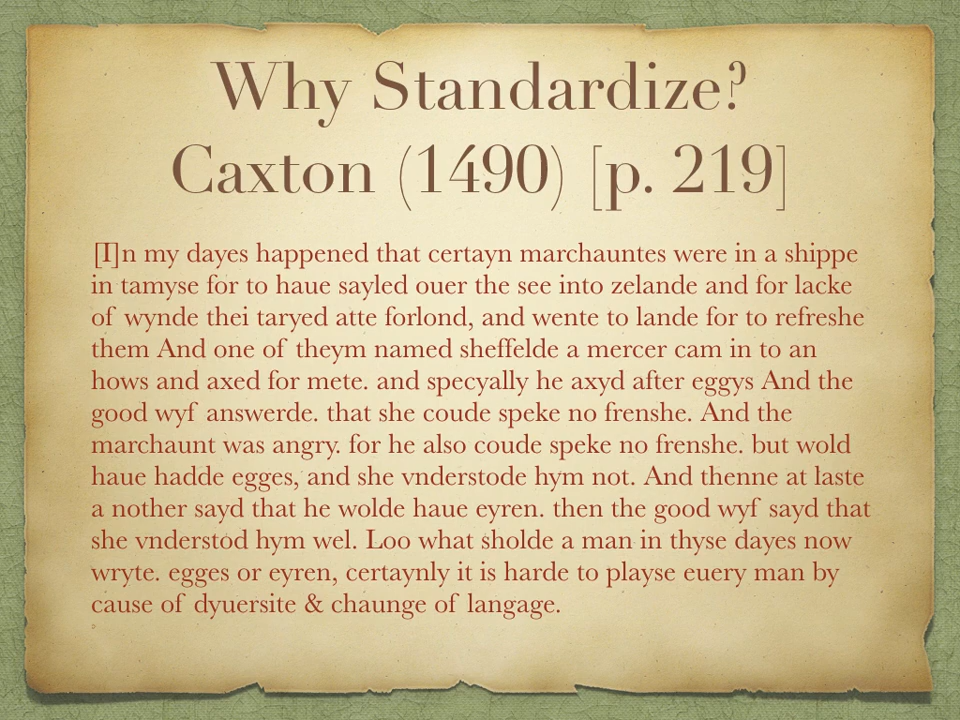 Why Standardize?
Caxton (1490) [p. 219]
[I]n my dayes happened that certayn marchauntes were in a shippe
in tamyse for to haue sayled ouer the see into zelande and for lacke
of wynde thei taryed atte forlond, and wente to lande for to refreshe
them And one of theym named sheffelde a mercer cam in to an
hows and axed for mete. and specyally he axyd after eggys And the
good wyf answerde. that she coude speke no frenshe. And the
marchaunt was angry. for he also coude speke no frenshe. but wold
haue hadde egges, and she vnderstode hym not. And thenne at laste
a nother sayd that he wolde haue eyren. then the good wyf sayd that
she vnderstod hym wel. Loo what sholde a man in thyse dayes now
wryte. egges or eyren, certaynly it is harde to playse euery man by
cause of dyuersite & chaunge of langage.